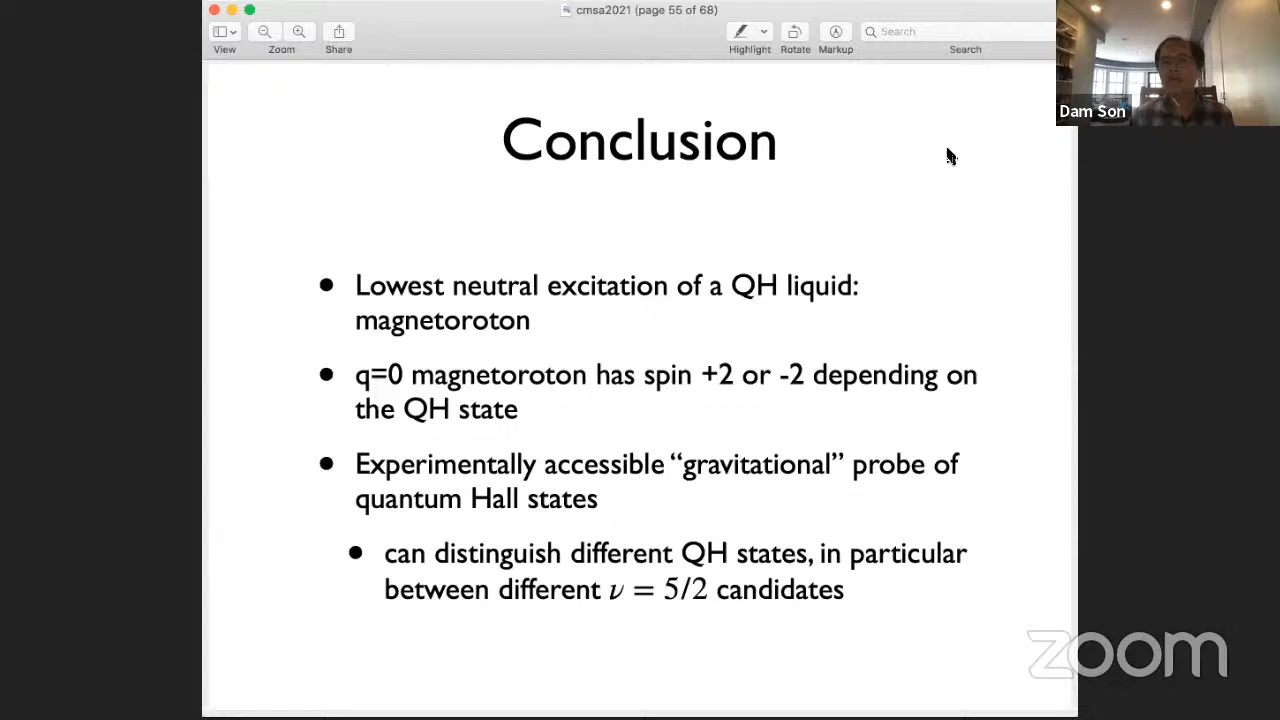 cmsa2021 (page 55 of 68)
View
Zoom
Share
Highlight
Rotate
Markup
Search
Search
Dam Son
Conclusion
• Lowest neutral excitation of a QH liquid:
magnetoroton
• q=0 magnetoroton has spin +2 or -2 depending on
the QH state
• Experimentally accessible “gravitational” probe of
quantum Hall states
• can distinguish different QH states, in particular
between different ν = 5/2 candidates
zoom